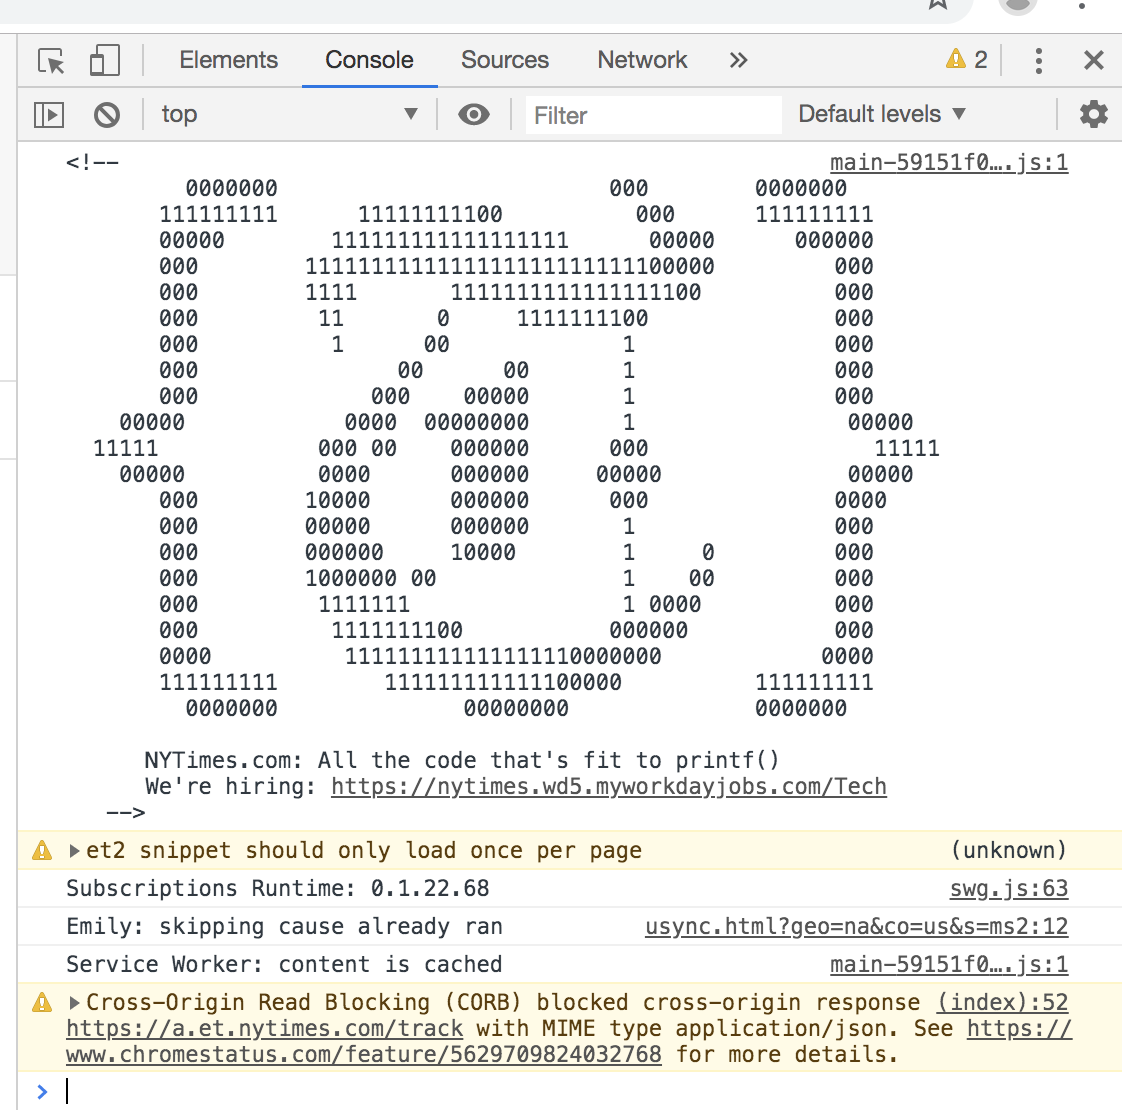 Elements Console Sources Network » 2
top Filter Default levels
<!-- main-59151f0….js:1
         0000000                         000        0000000
       111111111      11111111100          000      111111111
       00000        111111111111111111      00000      000000
       000        11111111111111111111111111100000         000
       000        1111       1111111111111111100          000
       000         11       0     1111111100              000
       000          1      00             1               000
       000               00      00       1               000
       000             000    00000       1               000
    00000            0000  00000000       1                00000
  11111            000 00    000000      000                 11111
    00000          0000      000000     00000              00000
       000        10000      000000      000              0000
       000        00000      000000       1               000
       000        000000     10000        1     0         000
       000        1000000 00              1    00         000
       000         1111111                1 0000          000
       000          1111111100           000000           000
       0000          111111111111111110000000            0000
       111111111        111111111111100000          111111111
         0000000              00000000              0000000
NYTimes.com: All the code that's fit to printf()
We're hiring: https://nytimes.wd5.myworkdayjobs.com/Tech
-->
et2 snippet should only load once per page (unknown)
Subscriptions Runtime: 0.1.22.68 swg.js:63
Emily: skipping cause already ran usync.html?geo=na&co=us&s=ms2:12
Service Worker: content is cached main-59151f0….js:1
Cross-Origin Read Blocking (CORB) blocked cross-origin response (index):52
https://a.et.nytimes.com/track with MIME type application/json. See https://
www.chromestatus.com/feature/5629709824032768 for more details.
>